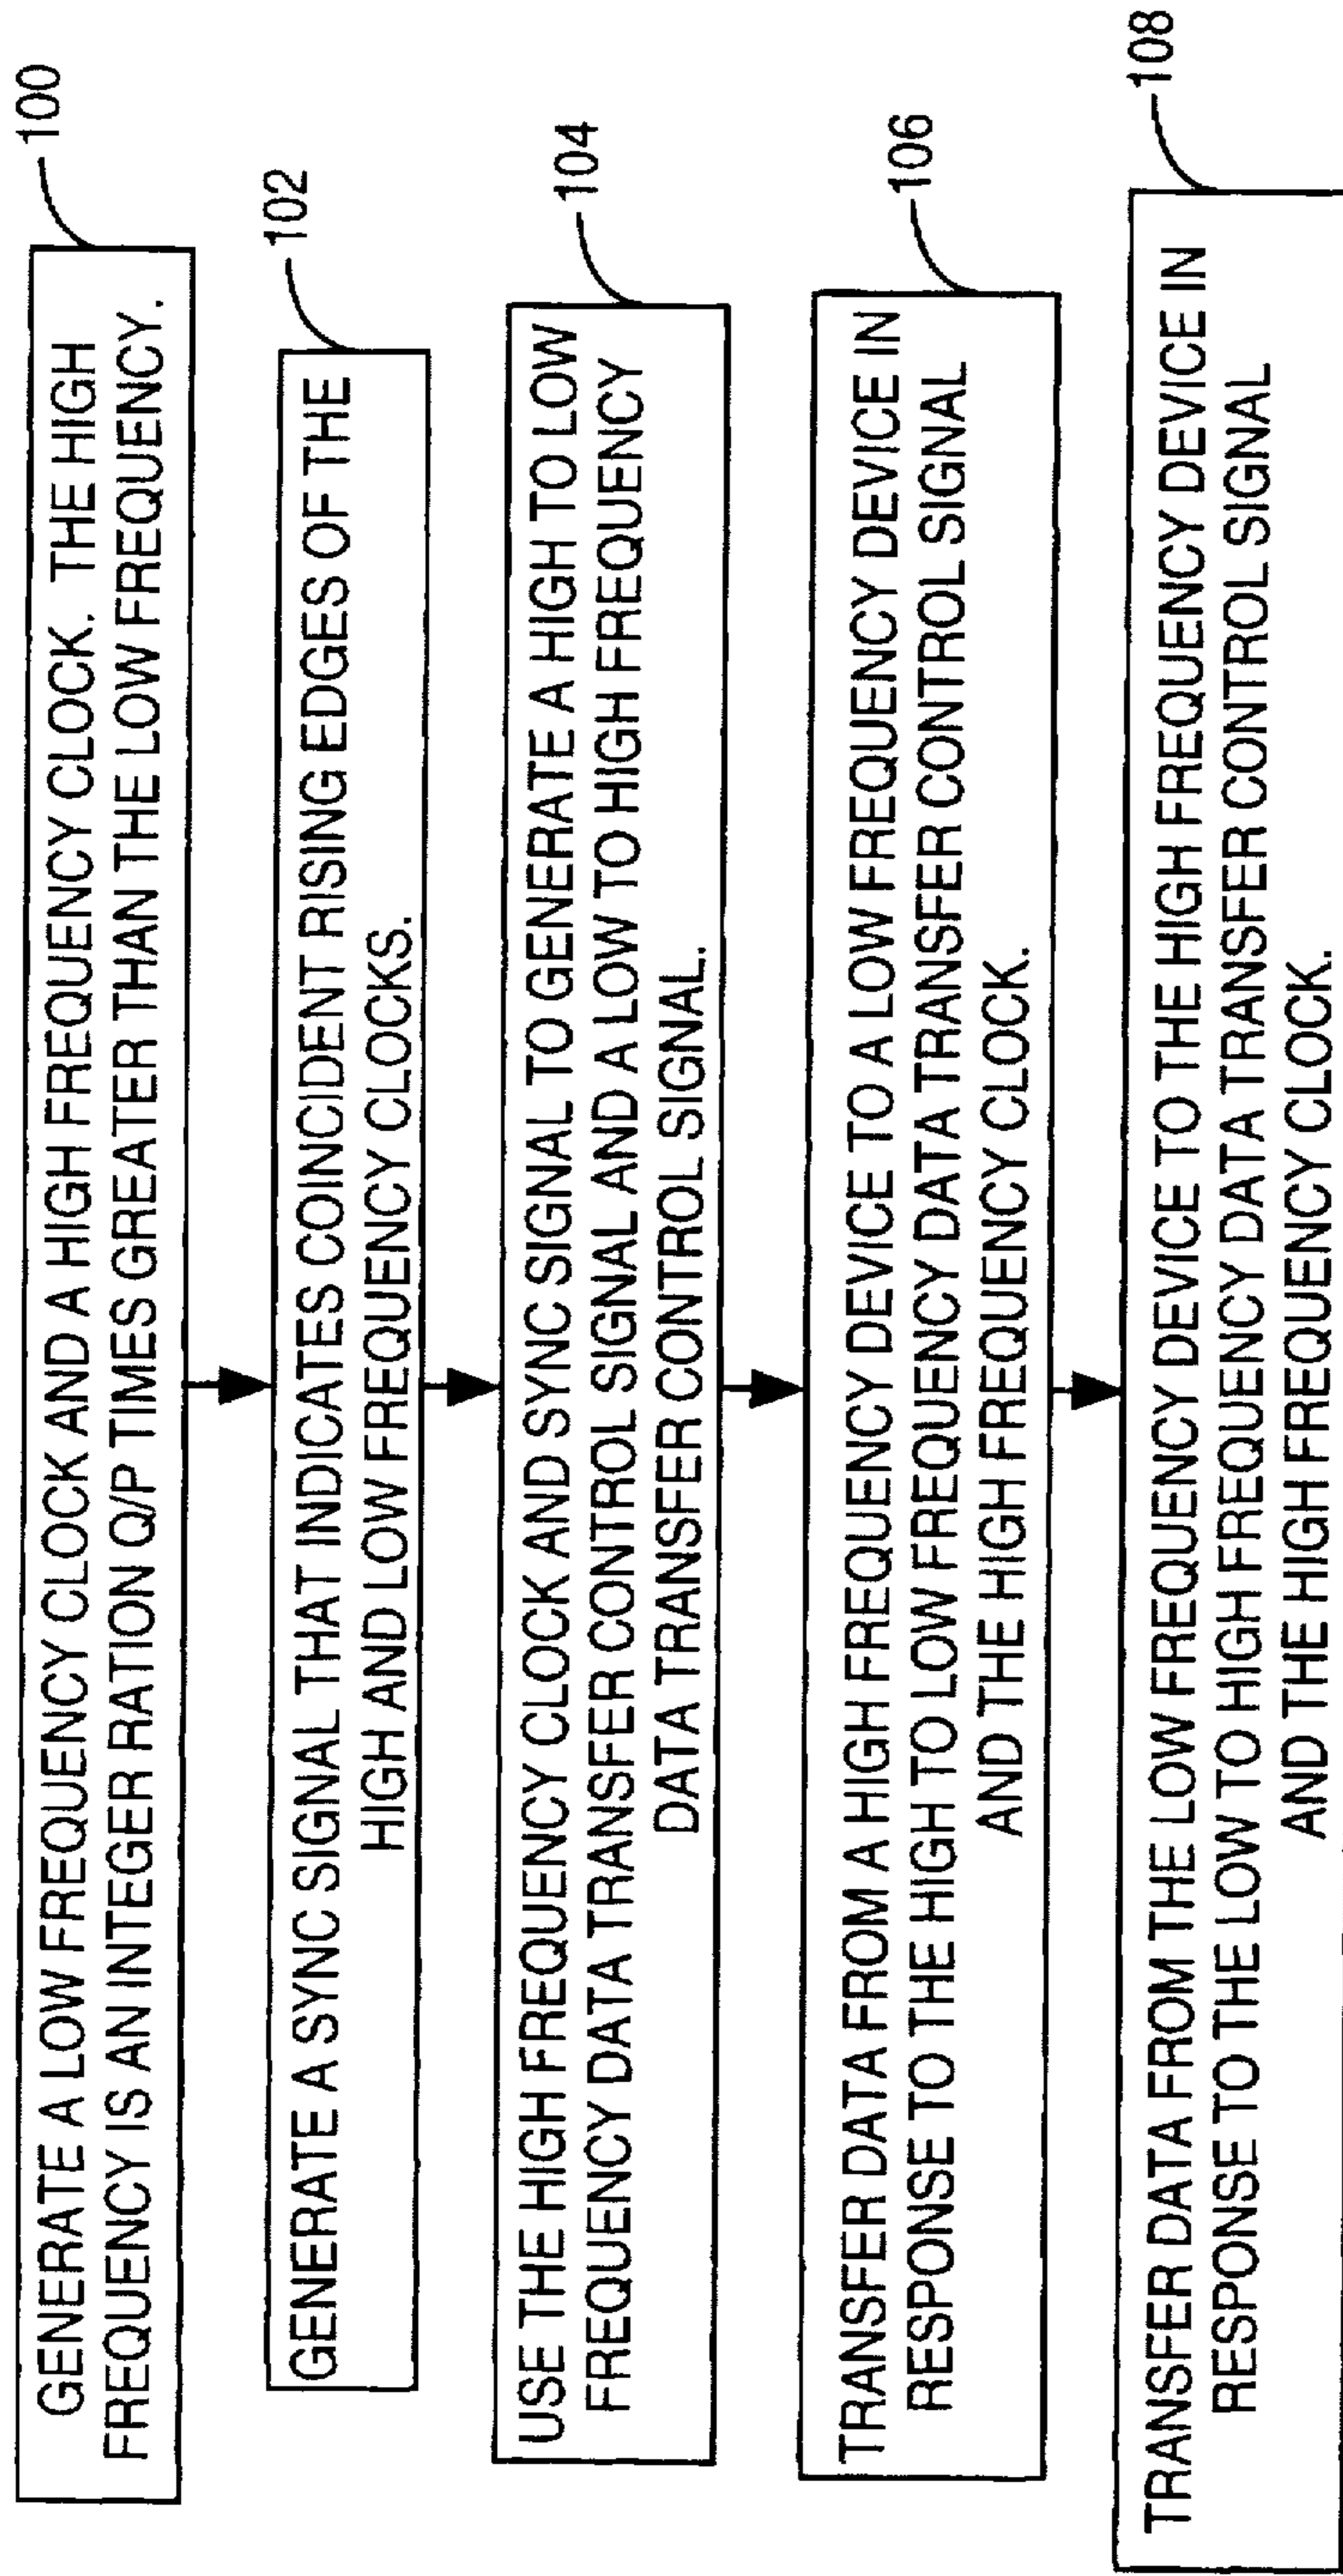 100
GENERATE A LOW FREQUENCY CLOCK AND A HIGH FREQUENCY CLOCK. THE HIGH
FREQUENCY IS AN INTEGER RATION Q/P TIMES GREATER THAN THE LOW FREQUENCY.
102
GENERATE A SYNC SIGNAL THAT INDICATES COINCIDENT RISING EDGES OF THE
HIGH AND LOW FREQUENCY CLOCKS.
104
USE THE HIGH FREQUENCY CLOCK AND SYNC SIGNAL TO GENERATE A HIGH TO LOW
FREQUENCY DATA TRANSFER CONTROL SIGNAL AND A LOW TO HIGH FREQUENCY
DATA TRANSFER CONTROL SIGNAL.
106
TRANSFER DATA FROM A HIGH FREQUENCY DEVICE TO A LOW FREQUENCY DEVICE IN
RESPONSE TO THE HIGH TO LOW FREQUENCY DATA TRANSFER CONTROL SIGNAL
AND THE HIGH FREQUENCY CLOCK.
108
TRANSFER DATA FROM THE LOW FREQUENCY DEVICE TO THE HIGH FREQUENCY DEVICE IN
RESPONSE TO THE LOW TO HIGH FREQUENCY DATA TRANSFER CONTROL SIGNAL
AND THE HIGH FREQUENCY CLOCK.